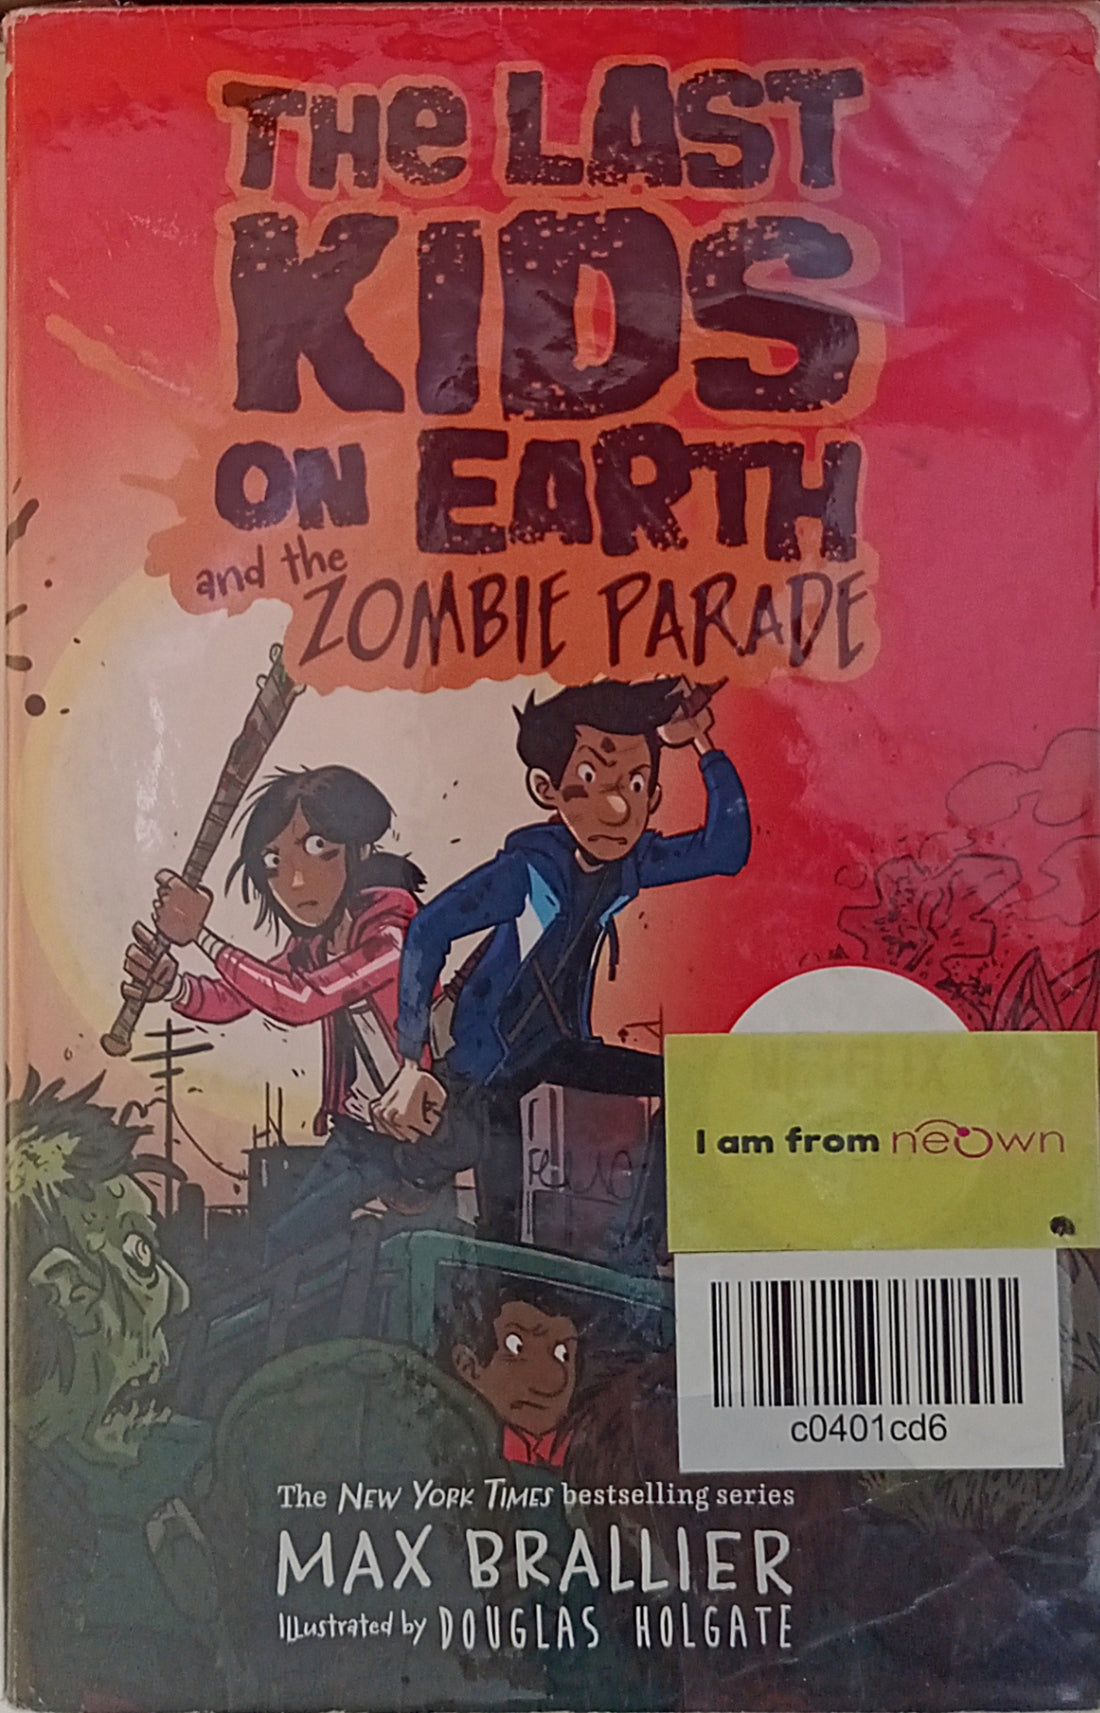 THE LAST
KIDS
ON EARTH
and the
ZOMBIE PARADE
I am from neOwn
c0401cd6
The NEW YORK TIMES bestselling series
MAX BRALLIER
Illustrated by DOUGLAS HOLGATE